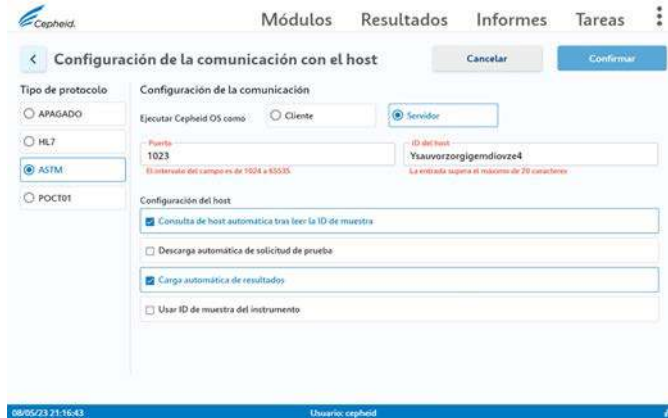 Cepheid.
Módulos Resultados Informes Tareas
Configuración de la comunicación con el host
Cancelar
Confirmar
Tipo de protocolo
APAGADO
HL7
ASTM
POCT01
Configuración de la comunicación
Ejecutar Cepheid OS como
Cliente
Servidor
Puerto
1023
El intervalo del campo es de 1024 a 65535
ID del host
Ysauvorzorgigemdiovze4
La entrada supera el máximo de 20 caracteres
Configuración del host
Consulta de host automática tras leer la ID de muestra
Descarga automática de solicitud de prueba
Carga automática de resultados
Usar ID de muestra del instrumento
08/05/23 21:16:43
Usuario: cepheid